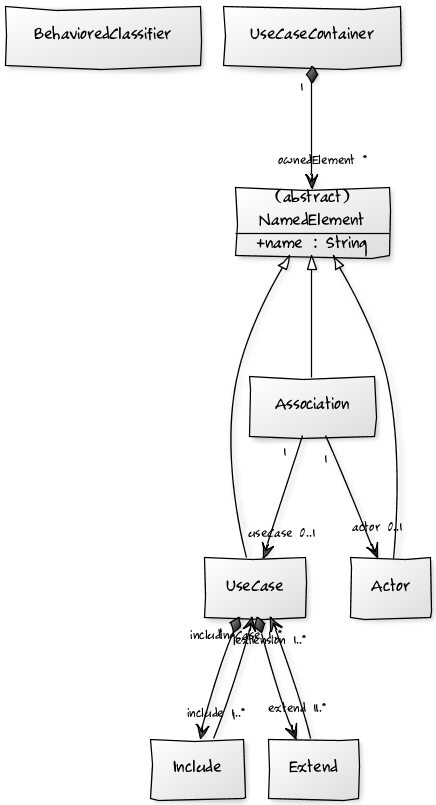 BehavioredClassifier
UseCaseContainer
1
ownedElement *
(abstract)
NamedElement
+name : String
Association
1
1
usecase 0..1
actor 0..1
UseCase
Actor
includingCase
extension 1..*
include 1..*
extend 11..*
Include
Extend